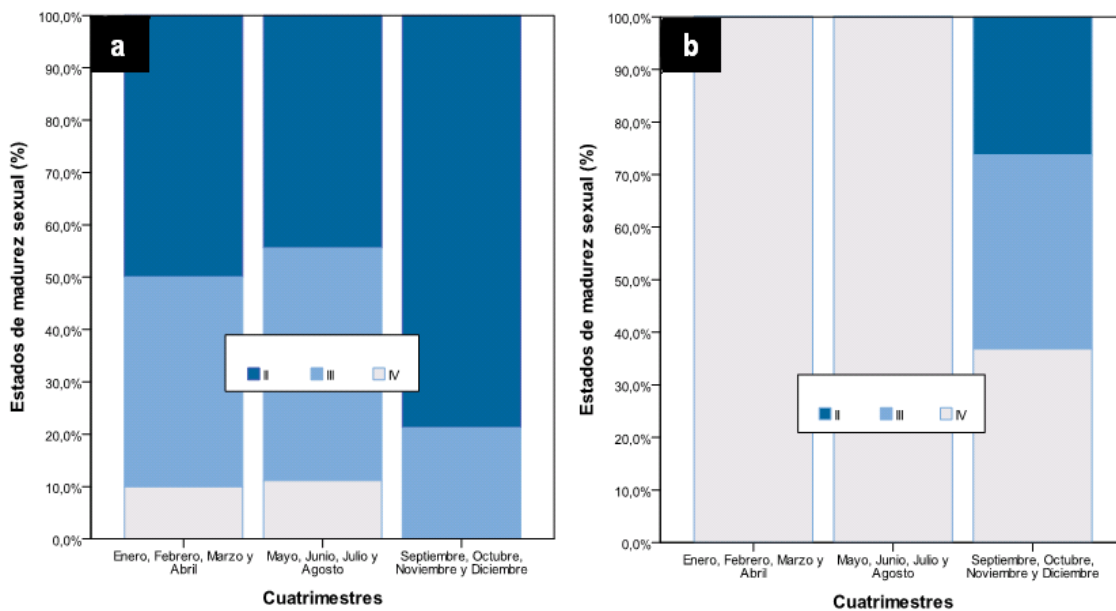 a
Estados de madurez sexual (%)
100,0%
90,0%
80,0%
70,0%
60,0%
50,0%
40,0%
30,0%
20,0%
10,0%
0,0%
II III IV
Enero, Febrero, Marzo y
Abril
Mayo, Junio, Julio y
Agosto
Septiembre, Octubre,
Noviembre y Diciembre
Cuatrimestres
b
Estados de madurez sexual (%)
100,0%
90,0%
80,0%
70,0%
60,0%
50,0%
40,0%
30,0%
20,0%
10,0%
0,0%
II III IV
Enero, Febrero, Marzo y
Abril
Mayo, Junio, Julio y
Agosto
Septiembre, Octubre,
Noviembre y Diciembre
Cuatrimestres